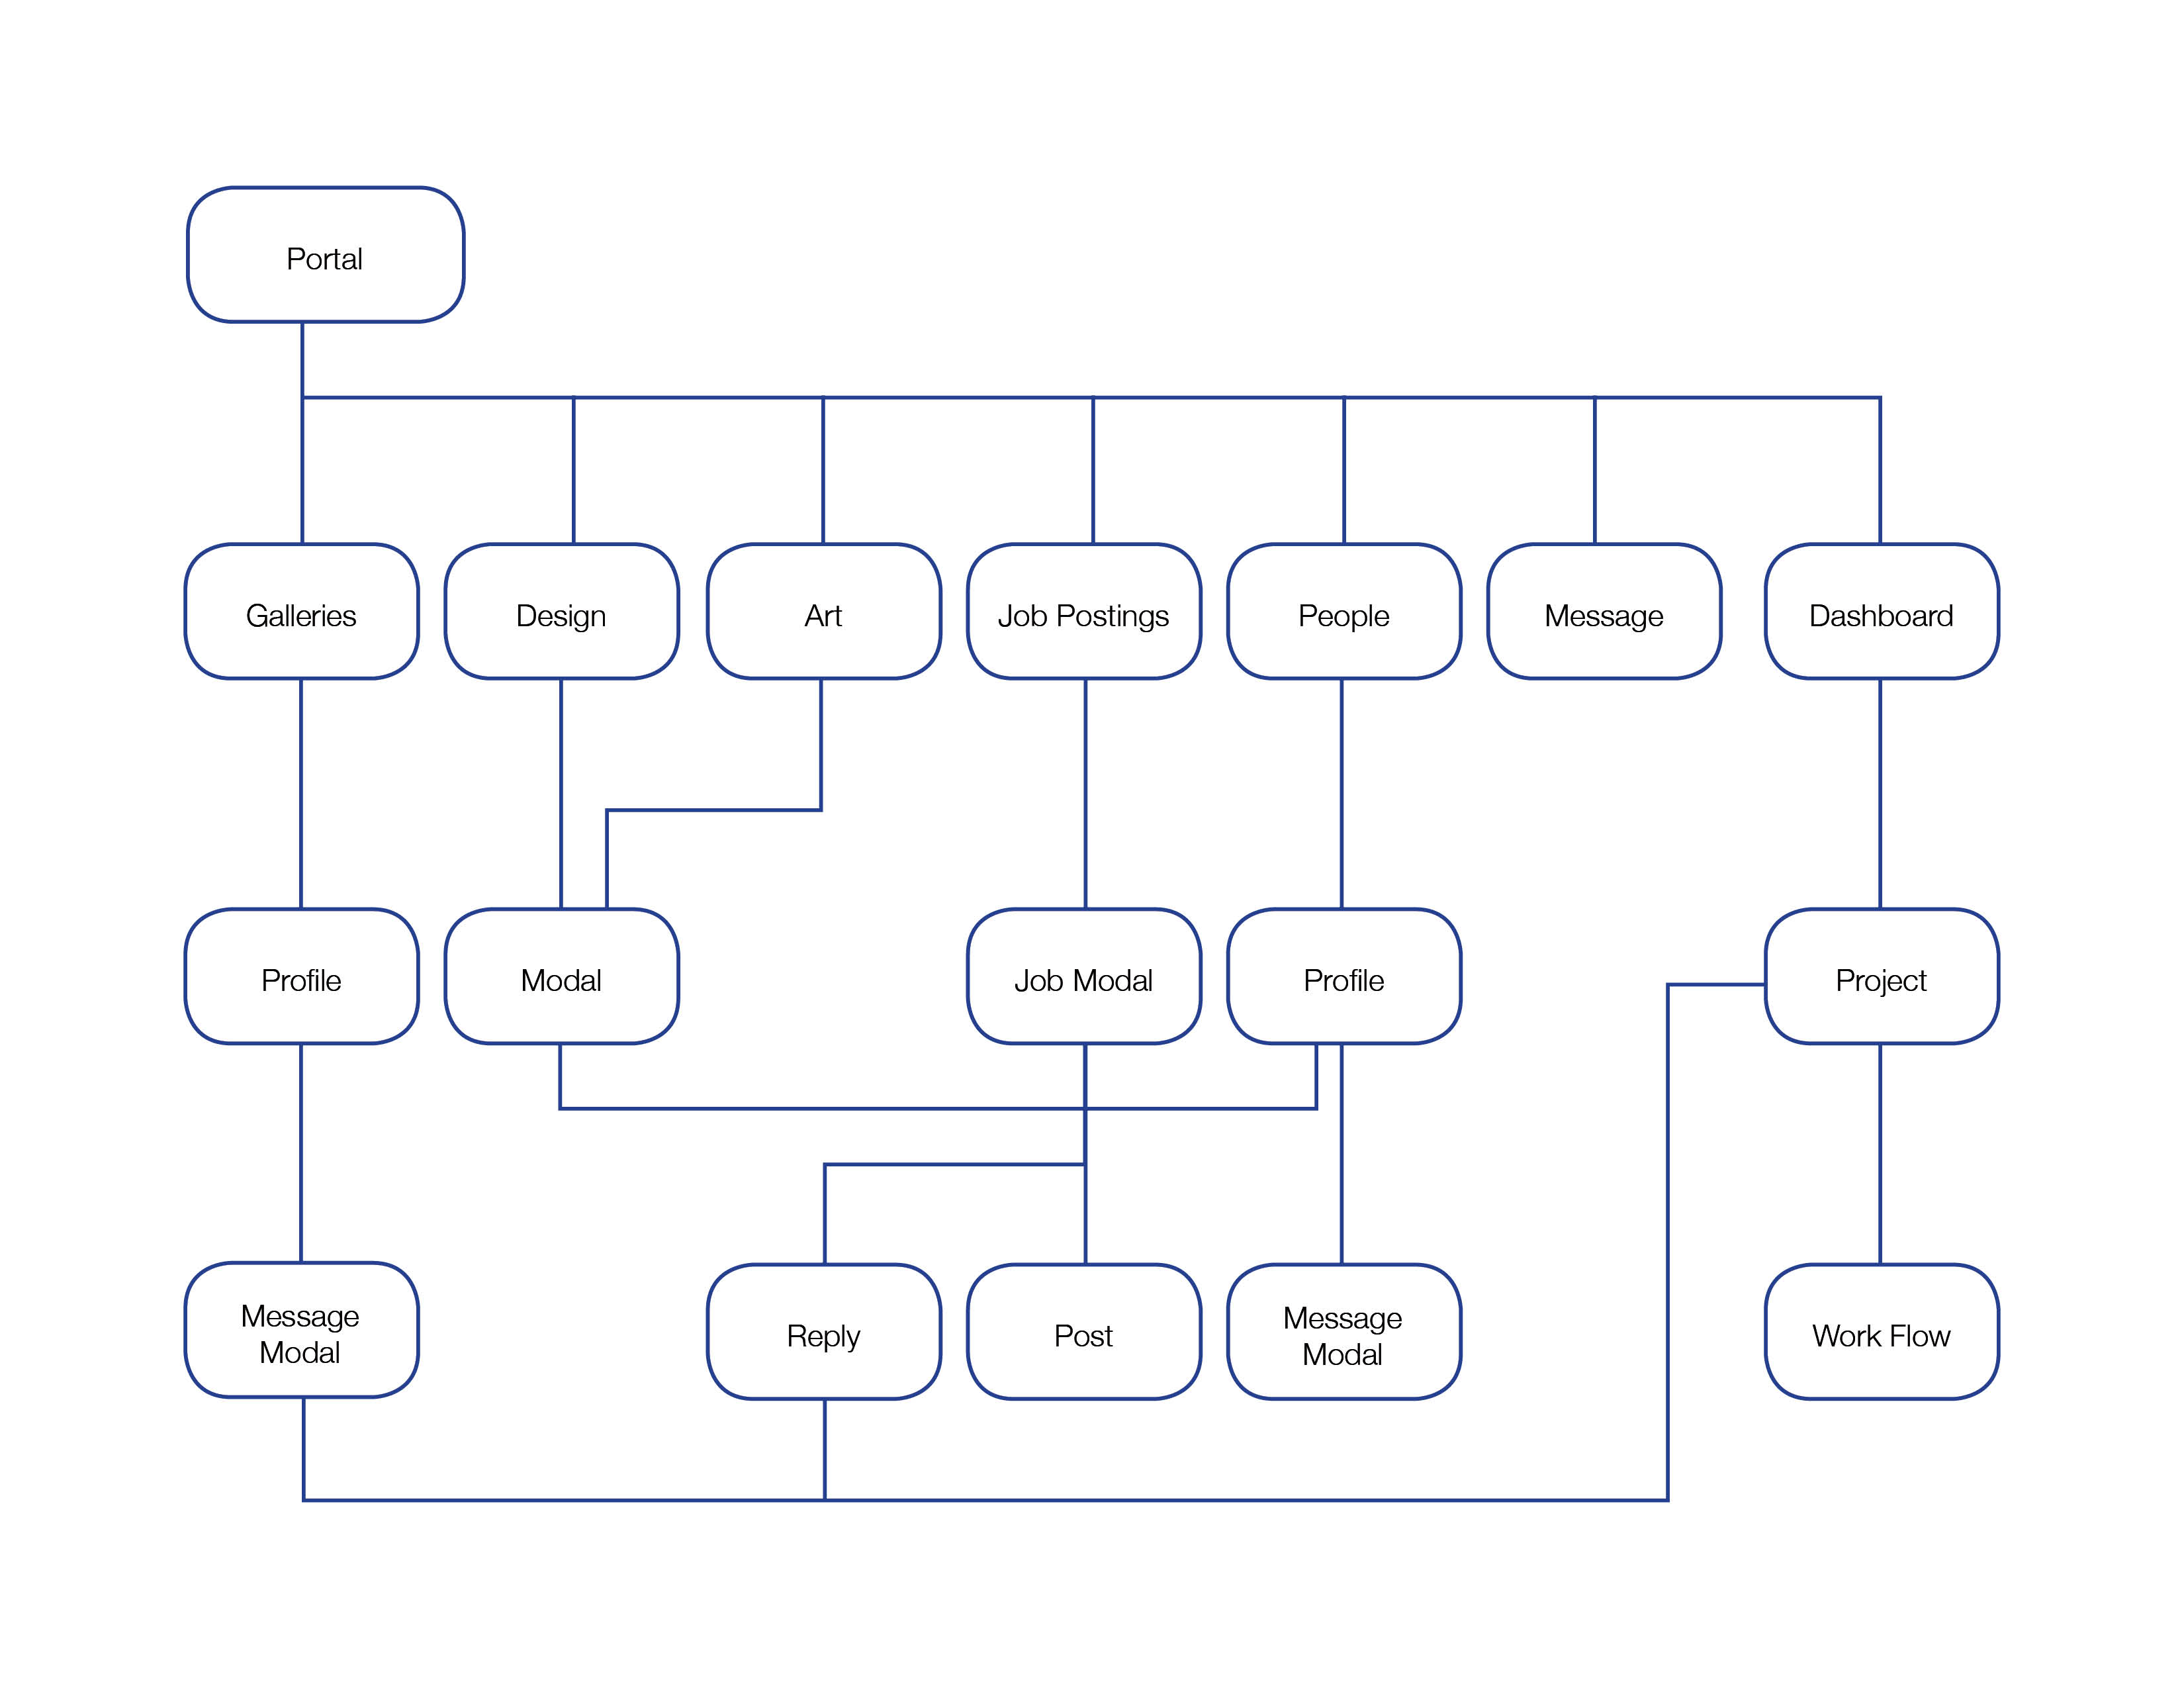 Portal
Galleries
Design
Art
Job Postings
People
Message
Dashboard
Profile
Modal
Job Modal
Profile
Project
Message
Modal
Reply
Post
Message
Modal
Work Flow